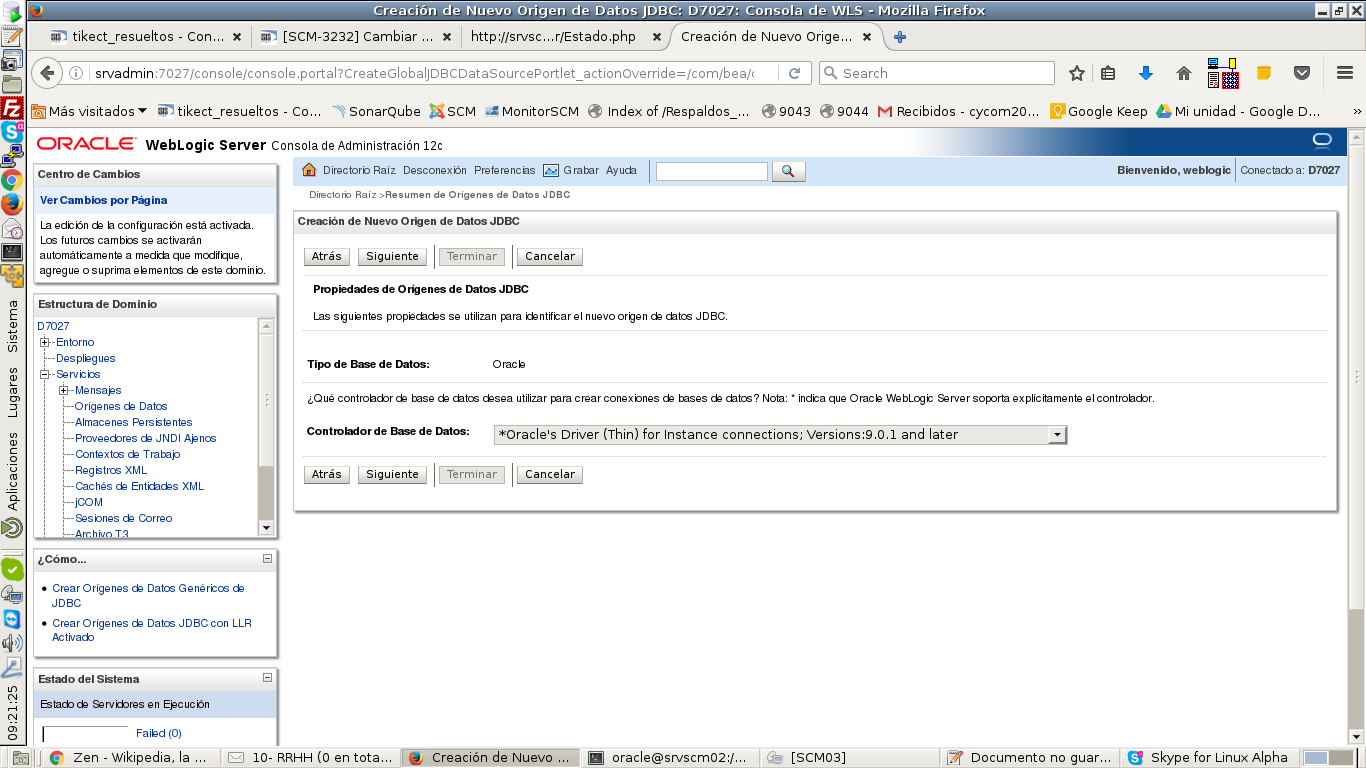 Creación de Nuevo Origen de Datos JDBC: D7027: Consola de WLS - Mozilla Firefox
tikect_resueltos - Con...
[SCM-3232] Cambiar ...
http://srvsc...r/Estado.php
Creación de Nuevo Orige...
srvadmin:7027/console/console.portal?CreateGlobalJDBCDataSourcePortlet_actionOverride=/com/bea/c
Search
Más visitados
tikect_resueltos - Co...
SonarQube
SCM
MonitorSCM
Index of /Respaldos_...
9043
9044
Recibidos - cycom20...
Google Keep
Mi unidad - Google D...
»
ORACLE WebLogic Server Consola de Administración 12c
Centro de Cambios
Ver Cambios por Página
La edición de la configuración está activada.
Los futuros cambios se activarán
automáticamente a medida que modifique,
agregue o suprima elementos de este dominio.
Estructura de Dominio
D7027
Entorno
Despliegues
Servicios
Mensajes
Orígenes de Datos
Almacenes Persistentes
Proveedores de JNDI Ajenos
Contextos de Trabajo
Registros XML
Cachés de Entidades XML
jCOM
Sesiones de Correo
Archivo T3
¿Cómo...
Crear Orígenes de Datos Genéricos de
JDBC
Crear Orígenes de Datos JDBC con LLR
Activado
Estado del Sistema
Estado de Servidores en Ejecución
Failed (0)
Directorio Raíz Desconexión Preferencias Grabar Ayuda
Bienvenido, weblogic
Conectado a: D7027
Directorio Raíz >Resumen de Orígenes de Datos JDBC
Creación de Nuevo Origen de Datos JDBC
Atrás Siguiente Terminar Cancelar
Propiedades de Orígenes de Datos JDBC
Las siguientes propiedades se utilizan para identificar el nuevo origen de datos JDBC.
Tipo de Base de Datos: Oracle
¿Qué controlador de base de datos desea utilizar para crear conexiones de bases de datos? Nota: * indica que Oracle WebLogic Server soporta explícitamente el controlador.
Controlador de Base de Datos: *Oracle's Driver (Thin) for Instance connections; Versions:9.0.1 and later
Atrás Siguiente Terminar Cancelar
Sistema
Lugares
Aplicaciones
09:21:25
Zen - Wikipedia, la ...
10- RRHH (0 en tota...
Creación de Nuevo ...
oracle@srvscm02:/...
[SCM03]
Documento no guar...
Skype for Linux Alpha